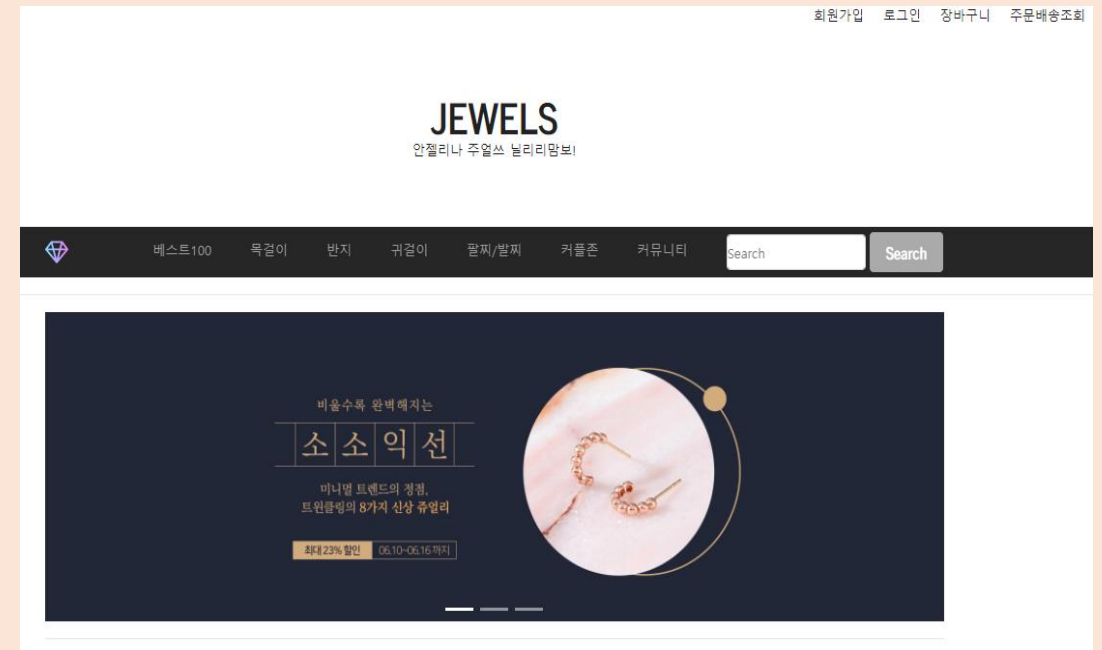 회원가입 로그인 장바구니 주문배송조회
JEWELS
안젤리나 주얼쓰 닐리리맘보!
베스트100 목걸이 반지 귀걸이 팔찌/발찌 커플존 커뮤니티 Search Search
비울수록 완벽해지는
소소익선
미니멀 트렌드의 정점,
트윈클링의 8가지 신상 쥬얼리
최대 23% 할인 06.10~06.16 까지